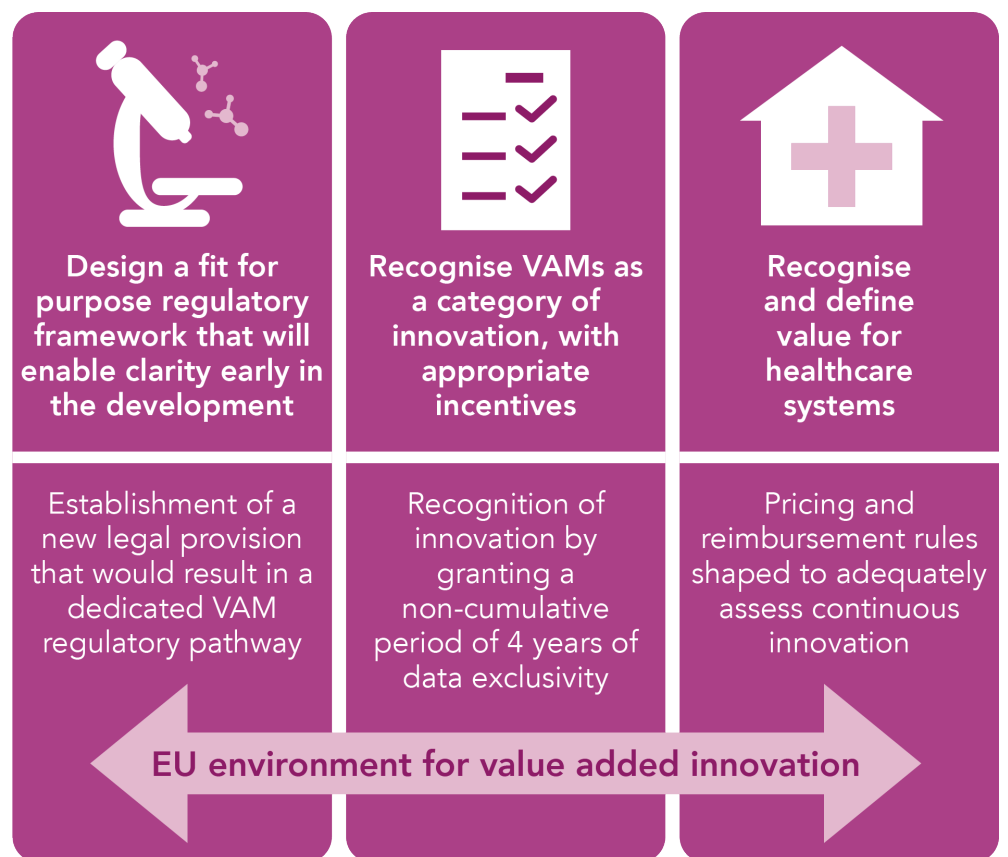 Design a fit for
purpose regulatory
framework that will
enable clarity early in
the development
Establishment of a
new legal provision
that would result in a
dedicated VAM
regulatory pathway
Recognise VAMs as
a category of
innovation, with
appropriate
incentives
Recognition of
innovation by
granting a
non-cumulative
period of 4 years of
data exclusivity
Recognise
and define
value for
healthcare
systems
Pricing and
reimbursement rules
shaped to adequately
assess continuous
innovation
EU environment for value added innovation